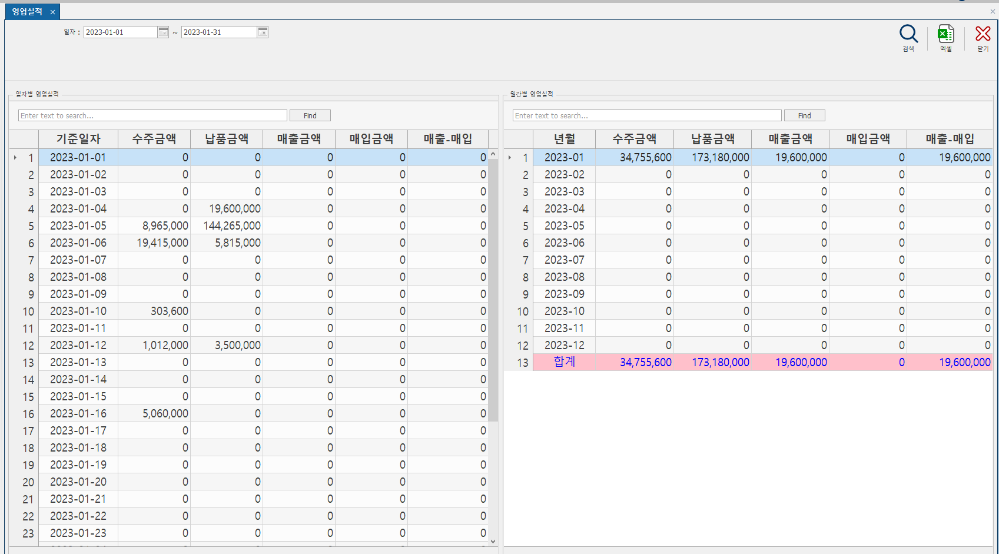 영업실적 ×
일자 : 2023-01-01 ~ 2023-01-31
검색 엑셀 닫기
일자별 영업실적
Enter text to search... Find
기준일자 수주금액 납품금액 매출금액 매입금액 매출-매입
1 2023-01-01 0 0 0 0 0
2 2023-01-02 0 0 0 0 0
3 2023-01-03 0 0 0 0 0
4 2023-01-04 0 19,600,000 0 0 0
5 2023-01-05 8,965,000 144,265,000 0 0 0
6 2023-01-06 19,415,000 5,815,000 0 0 0
7 2023-01-07 0 0 0 0 0
8 2023-01-08 0 0 0 0 0
9 2023-01-09 0 0 0 0 0
10 2023-01-10 303,600 0 0 0 0
11 2023-01-11 0 0 0 0 0
12 2023-01-12 1,012,000 3,500,000 0 0 0
13 2023-01-13 0 0 0 0 0
14 2023-01-14 0 0 0 0 0
15 2023-01-15 0 0 0 0 0
16 2023-01-16 5,060,000 0 0 0 0
17 2023-01-17 0 0 0 0 0
18 2023-01-18 0 0 0 0 0
19 2023-01-19 0 0 0 0 0
20 2023-01-20 0 0 0 0 0
21 2023-01-21 0 0 0 0 0
22 2023-01-22 0 0 0 0 0
23 2023-01-23 0 0 0 0 0
월간별 영업실적
Enter text to search... Find
년월 수주금액 납품금액 매출금액 매입금액 매출-매입
1 2023-01 34,755,600 173,180,000 19,600,000 0 19,600,000
2 2023-02 0 0 0 0 0
3 2023-03 0 0 0 0 0
4 2023-04 0 0 0 0 0
5 2023-05 0 0 0 0 0
6 2023-06 0 0 0 0 0
7 2023-07 0 0 0 0 0
8 2023-08 0 0 0 0 0
9 2023-09 0 0 0 0 0
10 2023-10 0 0 0 0 0
11 2023-11 0 0 0 0 0
12 2023-12 0 0 0 0 0
13 합계 34,755,600 173,180,000 19,600,000 0 19,600,000